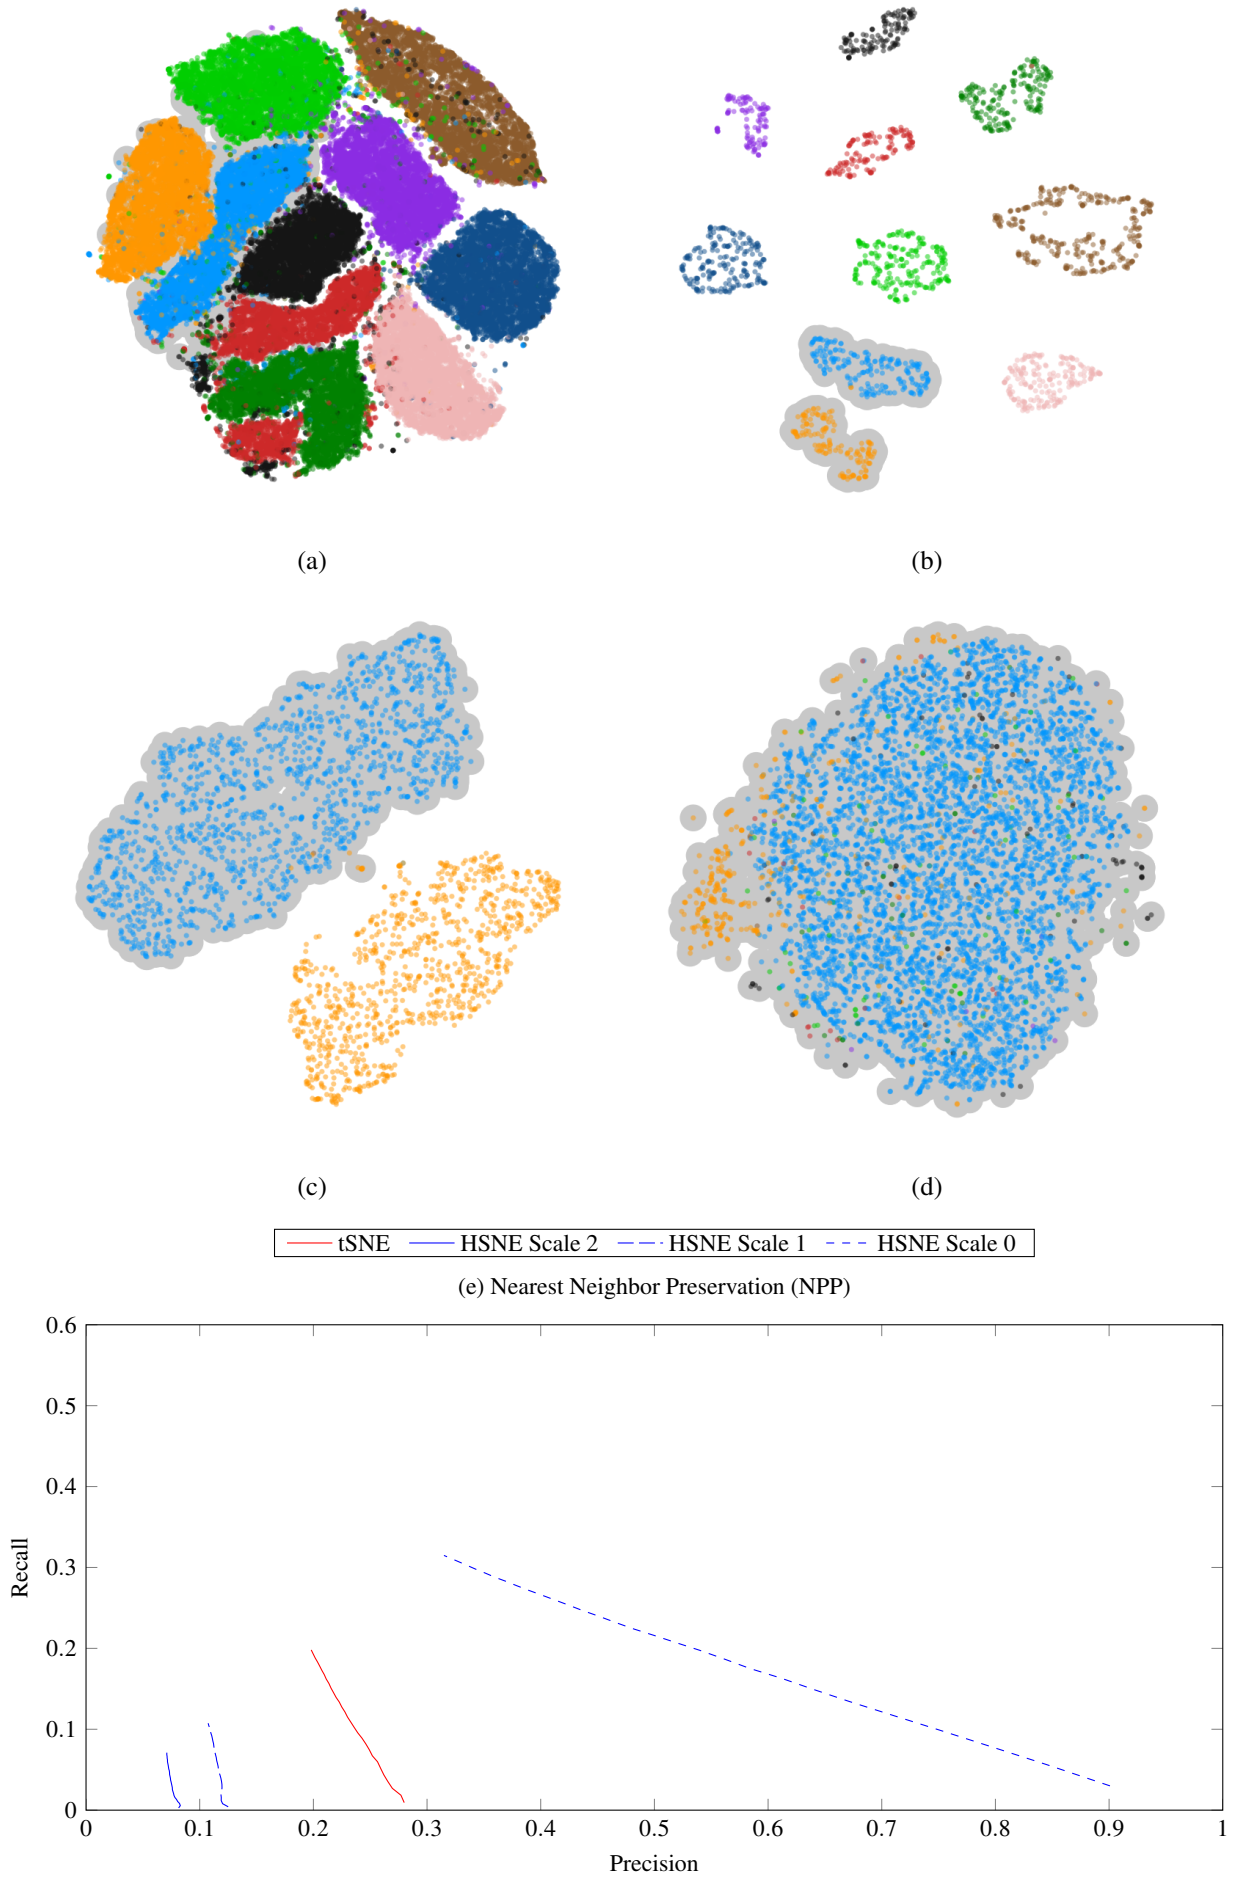 (a)
(b)
(c)
(d)
tSNE HSNE Scale 2 HSNE Scale 1 HSNE Scale 0
(e) Nearest Neighbor Preservation (NPP)
0.6
0.5
0.4
0.3
0.2
0.1
0
Recall
0 0.1 0.2 0.3 0.4 0.5 0.6 0.7 0.8 0.9 1
Precision